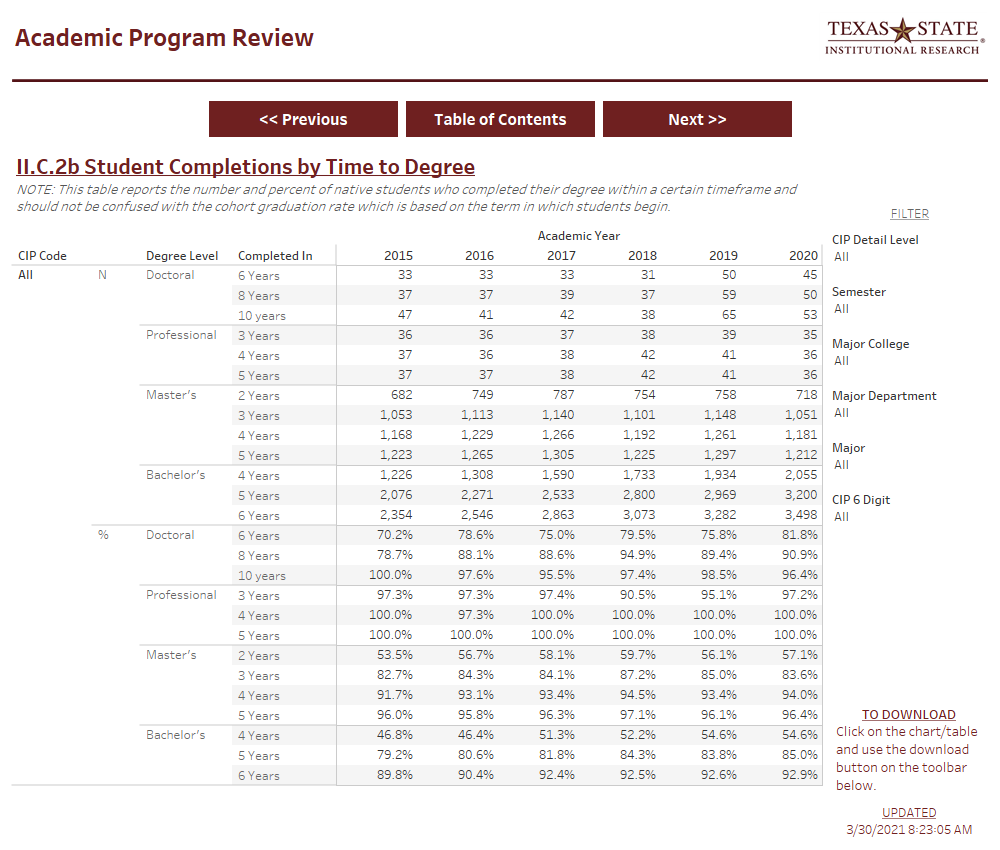 Academic Program Review
TEXAS STATE
INSTITUTIONAL RESEARCH ®
<< Previous Table of Contents Next >>
II.C.2b Student Completions by Time to Degree
NOTE: This table reports the number and percent of native students who completed their degree within a certain timeframe and
should not be confused with the cohort graduation rate which is based on the term in which students begin.
Academic Year
CIP Code Degree Level Completed In 2015 2016 2017 2018 2019 2020
All N Doctoral 6 Years 33 33 33 31 50 45
8 Years 37 37 39 37 59 50
10 years 47 41 42 38 65 53
Professional 3 Years 36 36 37 38 39 35
4 Years 37 36 38 42 41 36
5 Years 37 37 38 42 41 36
Master's 2 Years 682 749 787 754 758 718
3 Years 1,053 1,113 1,140 1,101 1,148 1,051
4 Years 1,168 1,229 1,266 1,192 1,261 1,181
5 Years 1,223 1,265 1,305 1,225 1,297 1,212
Bachelor's 4 Years 1,226 1,308 1,590 1,733 1,934 2,055
5 Years 2,076 2,271 2,533 2,800 2,969 3,200
6 Years 2,354 2,546 2,863 3,073 3,282 3,498
% Doctoral 6 Years 70.2% 78.6% 75.0% 79.5% 75.8% 81.8%
8 Years 78.7% 88.1% 88.6% 94.9% 89.4% 90.9%
10 years 100.0% 97.6% 95.5% 97.4% 98.5% 96.4%
Professional 3 Years 97.3% 97.3% 97.4% 90.5% 95.1% 97.2%
4 Years 100.0% 97.3% 100.0% 100.0% 100.0% 100.0%
5 Years 100.0% 100.0% 100.0% 100.0% 100.0% 100.0%
Master's 2 Years 53.5% 56.7% 58.1% 59.7% 56.1% 57.1%
3 Years 82.7% 84.3% 84.1% 87.2% 85.0% 83.6%
4 Years 91.7% 93.1% 93.4% 94.5% 93.4% 94.0%
5 Years 96.0% 95.8% 96.3% 97.1% 96.1% 96.4%
Bachelor's 4 Years 46.8% 46.4% 51.3% 52.2% 54.6% 54.6%
5 Years 79.2% 80.6% 81.8% 84.3% 83.8% 85.0%
6 Years 89.8% 90.4% 92.4% 92.5% 92.6% 92.9%
FILTER
CIP Detail Level
All
Semester
All
Major College
All
Major Department
All
Major
All
CIP 6 Digit
All
TO DOWNLOAD
Click on the chart/table
and use the download
button on the toolbar
below.
UPDATED
3/30/2021 8:23:05 AM